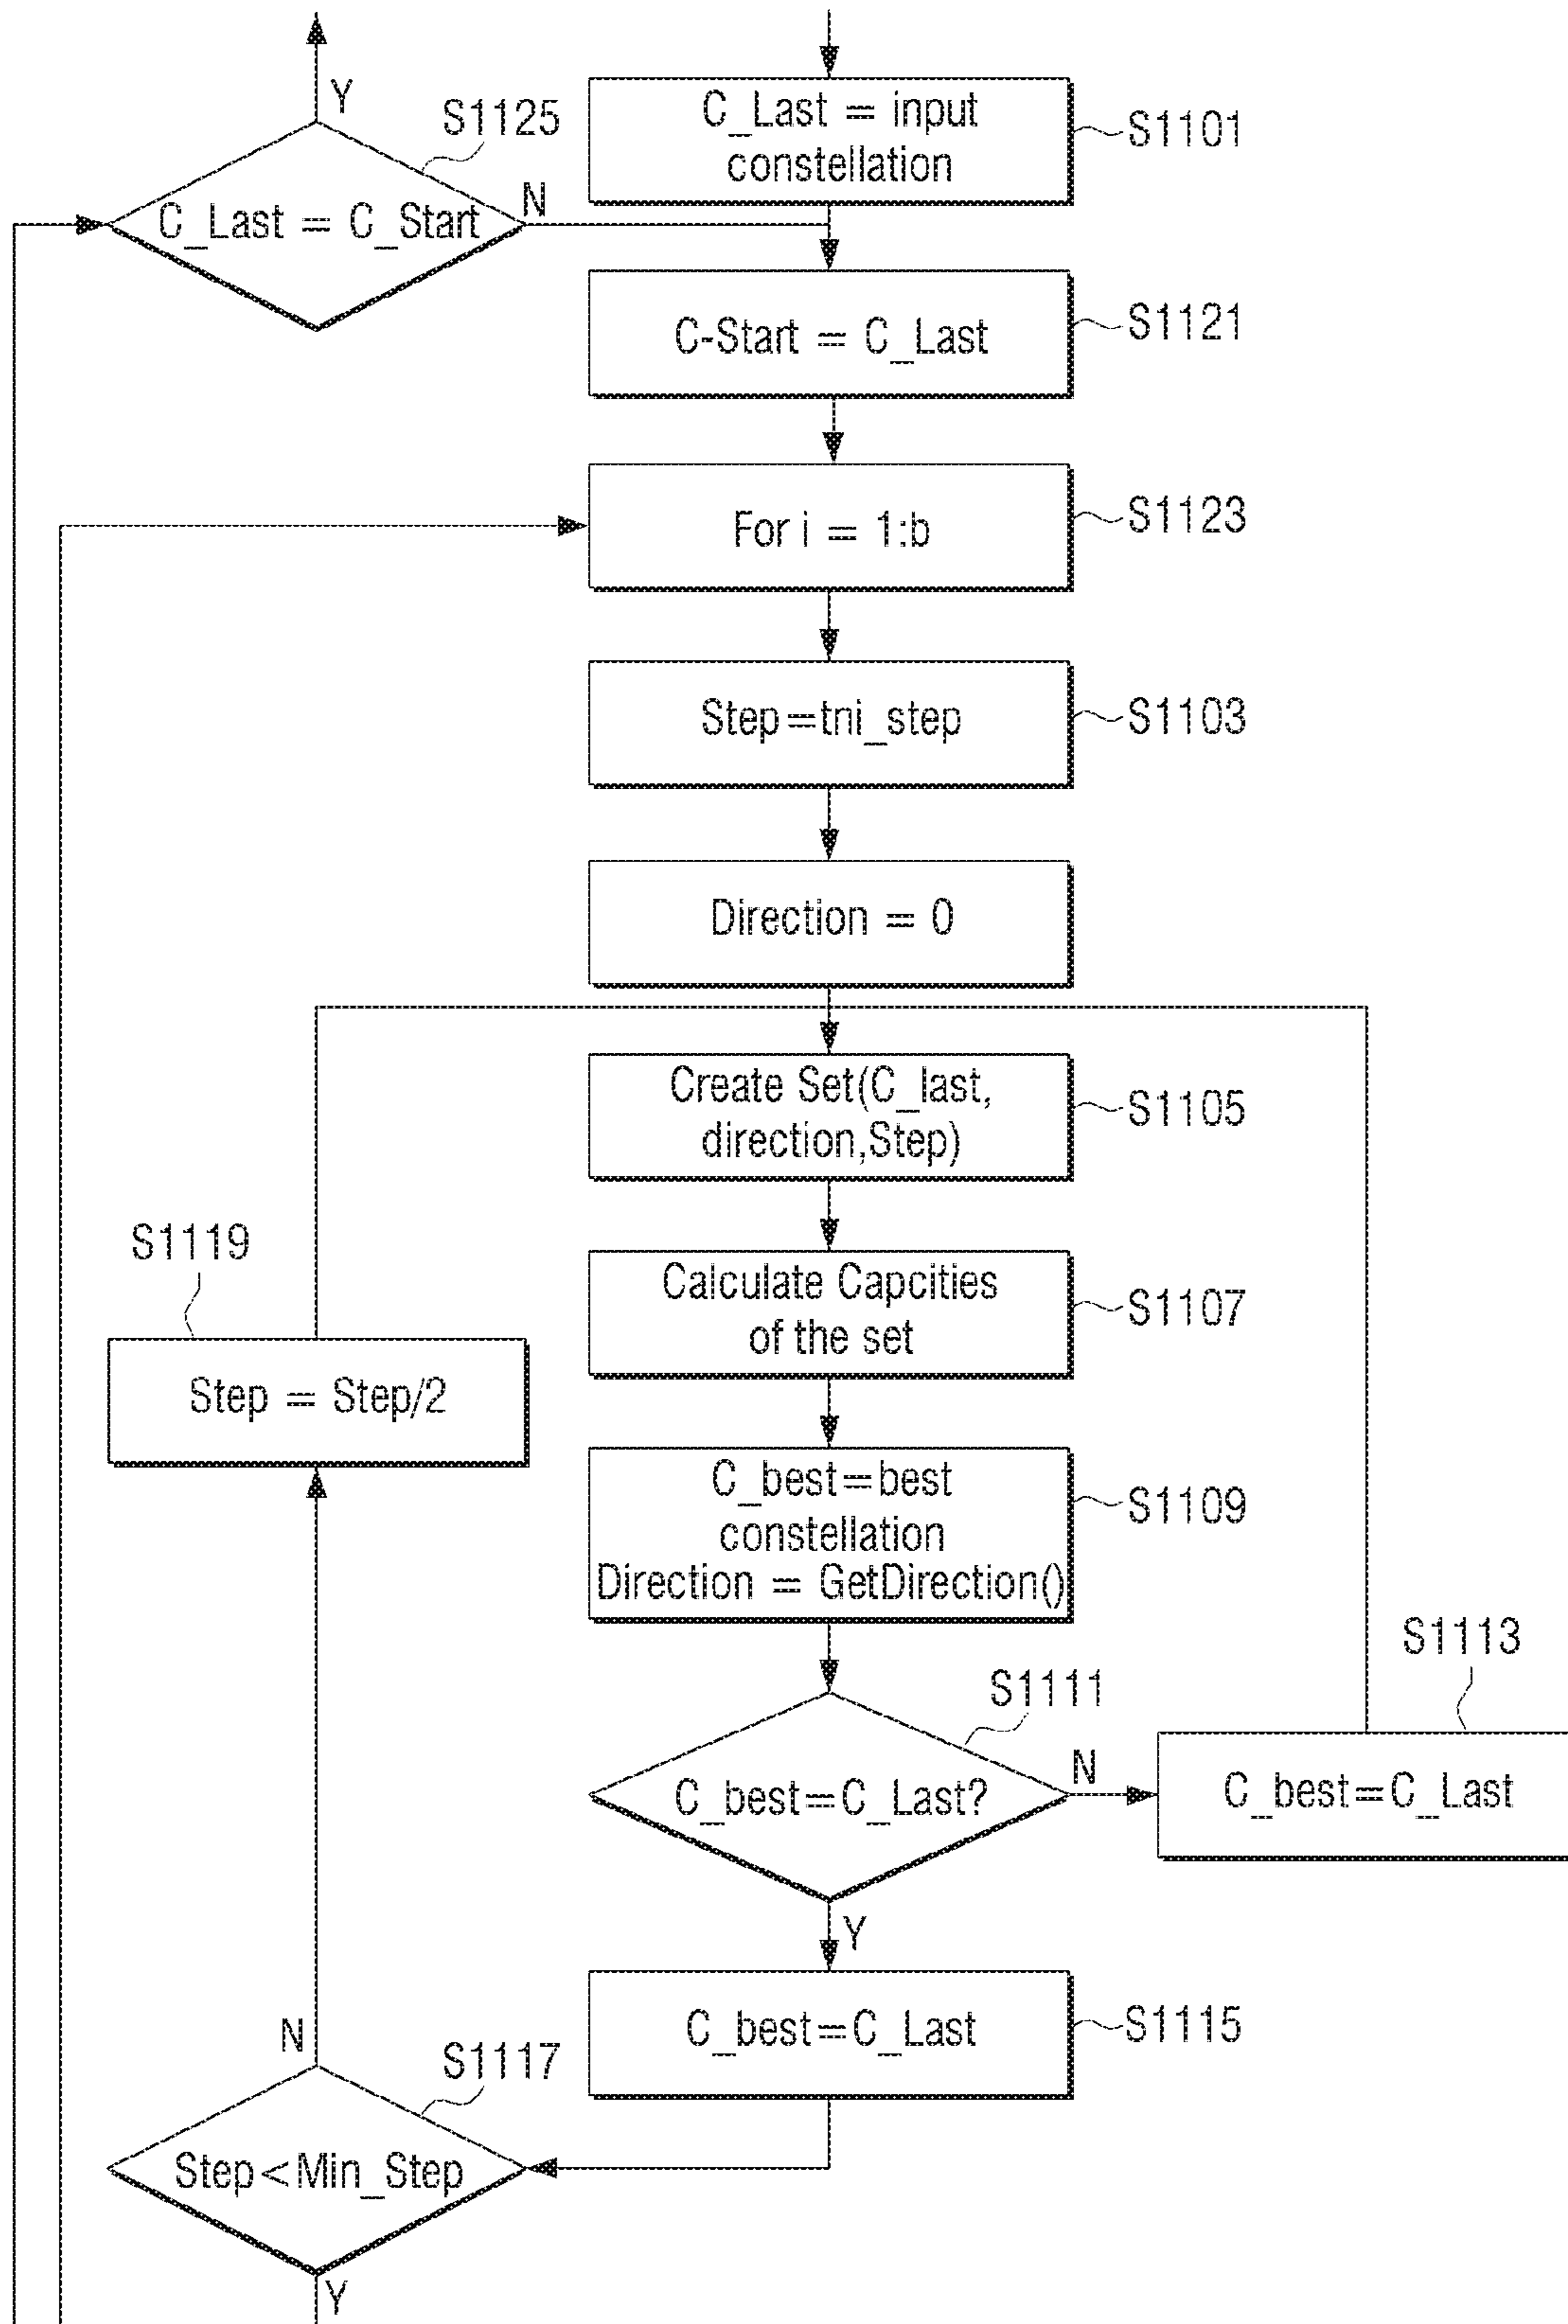 Y
S1125
C_Last = C_Start
N
C_Last = input
constellation
S1101
C-Start = C_Last
S1121
For i = 1:b
S1123
Step=tni_step
S1103
Direction = 0
Create Set(C_last,
direction,Step)
S1105
S1119
Step = Step/2
Calculate Capcities
of the set
S1107
C_best=best
constellation
Direction = GetDirection()
S1109
S1111
C_best=C_Last?
N
S1113
C_best=C_Last
Y
C_best=C_Last
S1115
N
S1117
Step<Min_Step
Y